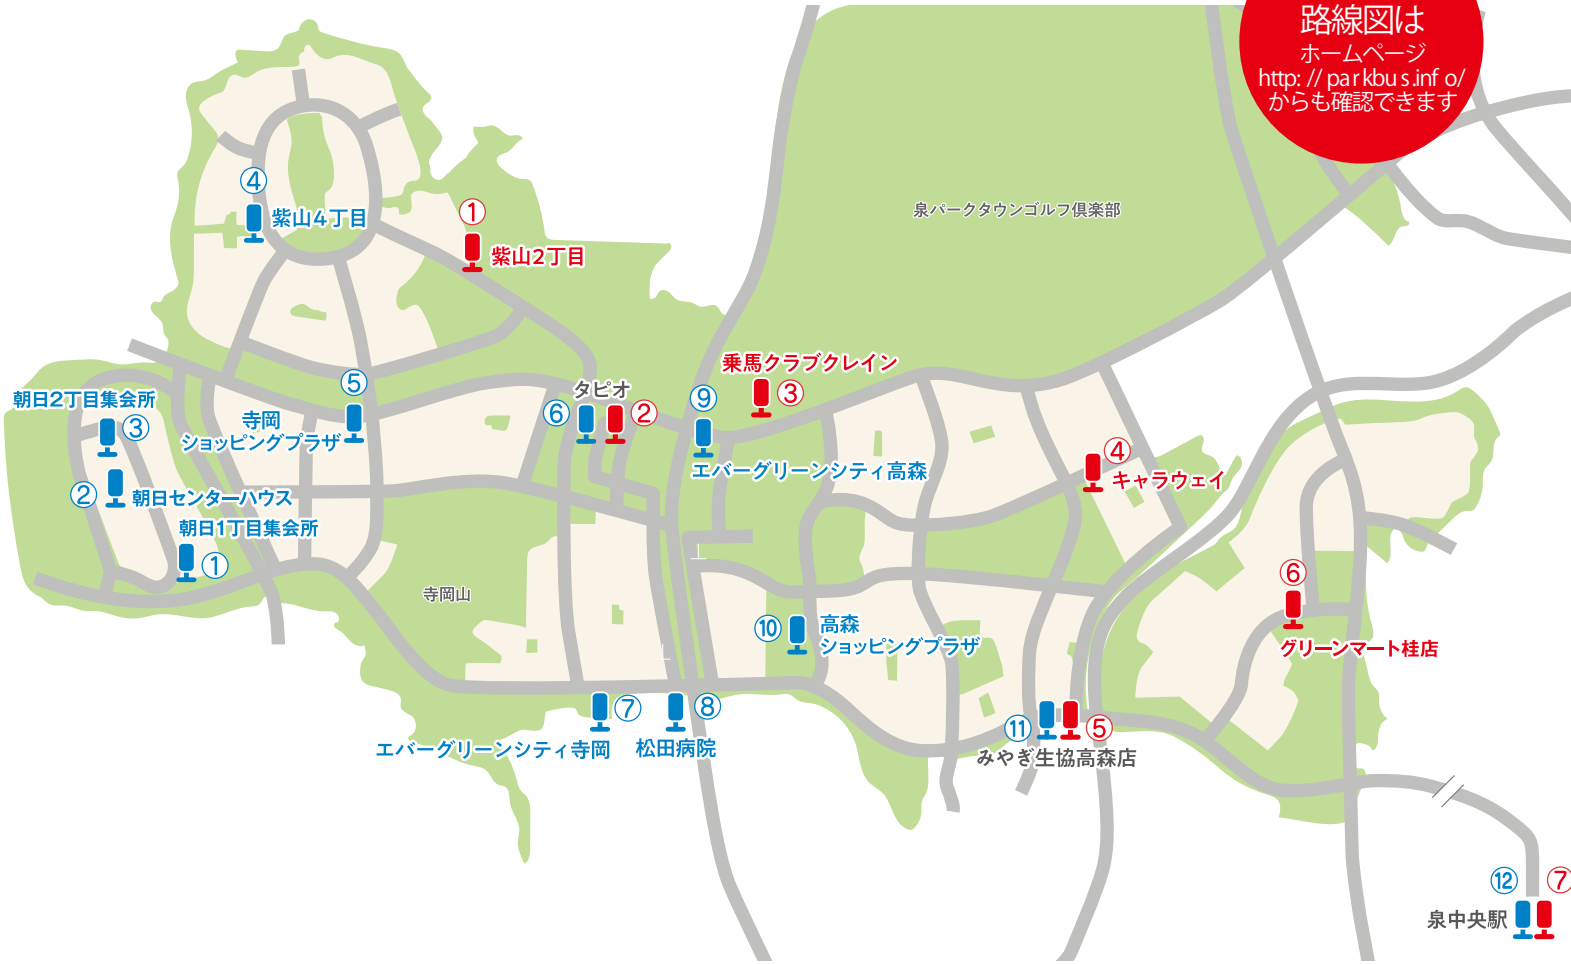 路線図は
ホームページ
http://parkbus.info/
からも確認できます
泉パークタウンゴルフ倶楽部
④
紫山4丁目
①
紫山2丁目
乗馬クラブクレイン
③
⑤
寺岡
ショッピングプラザ
タピオ
⑥
②
⑨
エバーグリーンシティ高森
朝日2丁目集会所
③
②
朝日センターハウス
朝日1丁目集会所
①
④
キャラウェイ
寺岡山
⑥
グリーンマート桂店
⑩
高森
ショッピングプラザ
⑦
エバーグリーンシティ寺岡
⑧
松田病院
⑪
⑤
みやぎ生協高森店
⑫
⑦
泉中央駅